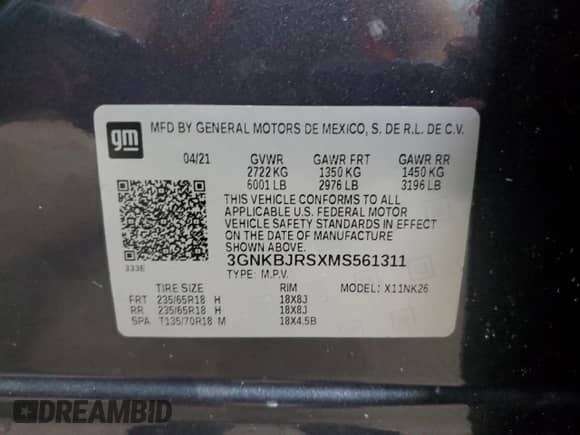 gm
MFD BY GENERAL MOTORS DE MEXICO, S. DE R.L. DE C.V.
04/21 GVWR GAWR FRT GAWR RR
2722 KG 1350 KG 1450 KG
6001 LB 2976 LB 3196 LB
THIS VEHICLE CONFORMS TO ALL
APPLICABLE U.S. FEDERAL MOTOR
VEHICLE SAFETY STANDARDS IN EFFECT
ON THE DATE OF MANUFACTURE
SHOWN ABOVE.
333E
3GNKBJRSXMS561311
TYPE: M.P.V. MODEL: X11NK26
TIRE SIZE RIM
FRT 235/65R18 H 18X8J
RR 235/65R18 H 18X8J
SPA T135/70R18 M 18X4.5B
DREAMBID